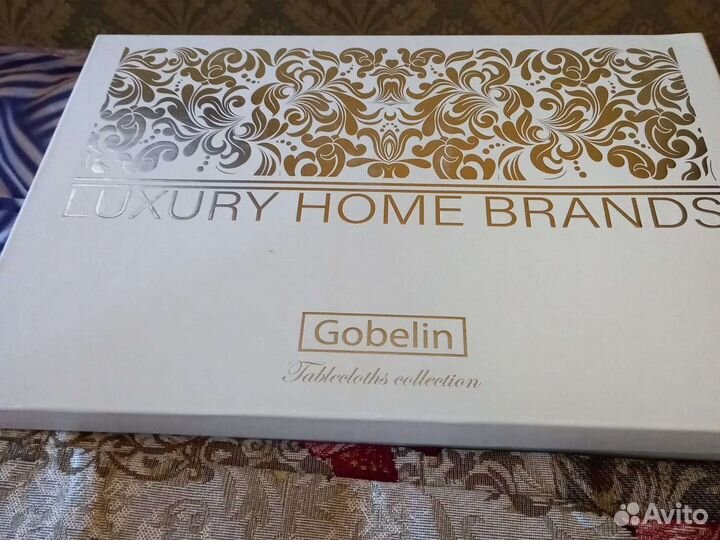 LUXURY HOME BRANDS
Gobelin
Tablecloths collection
Avito